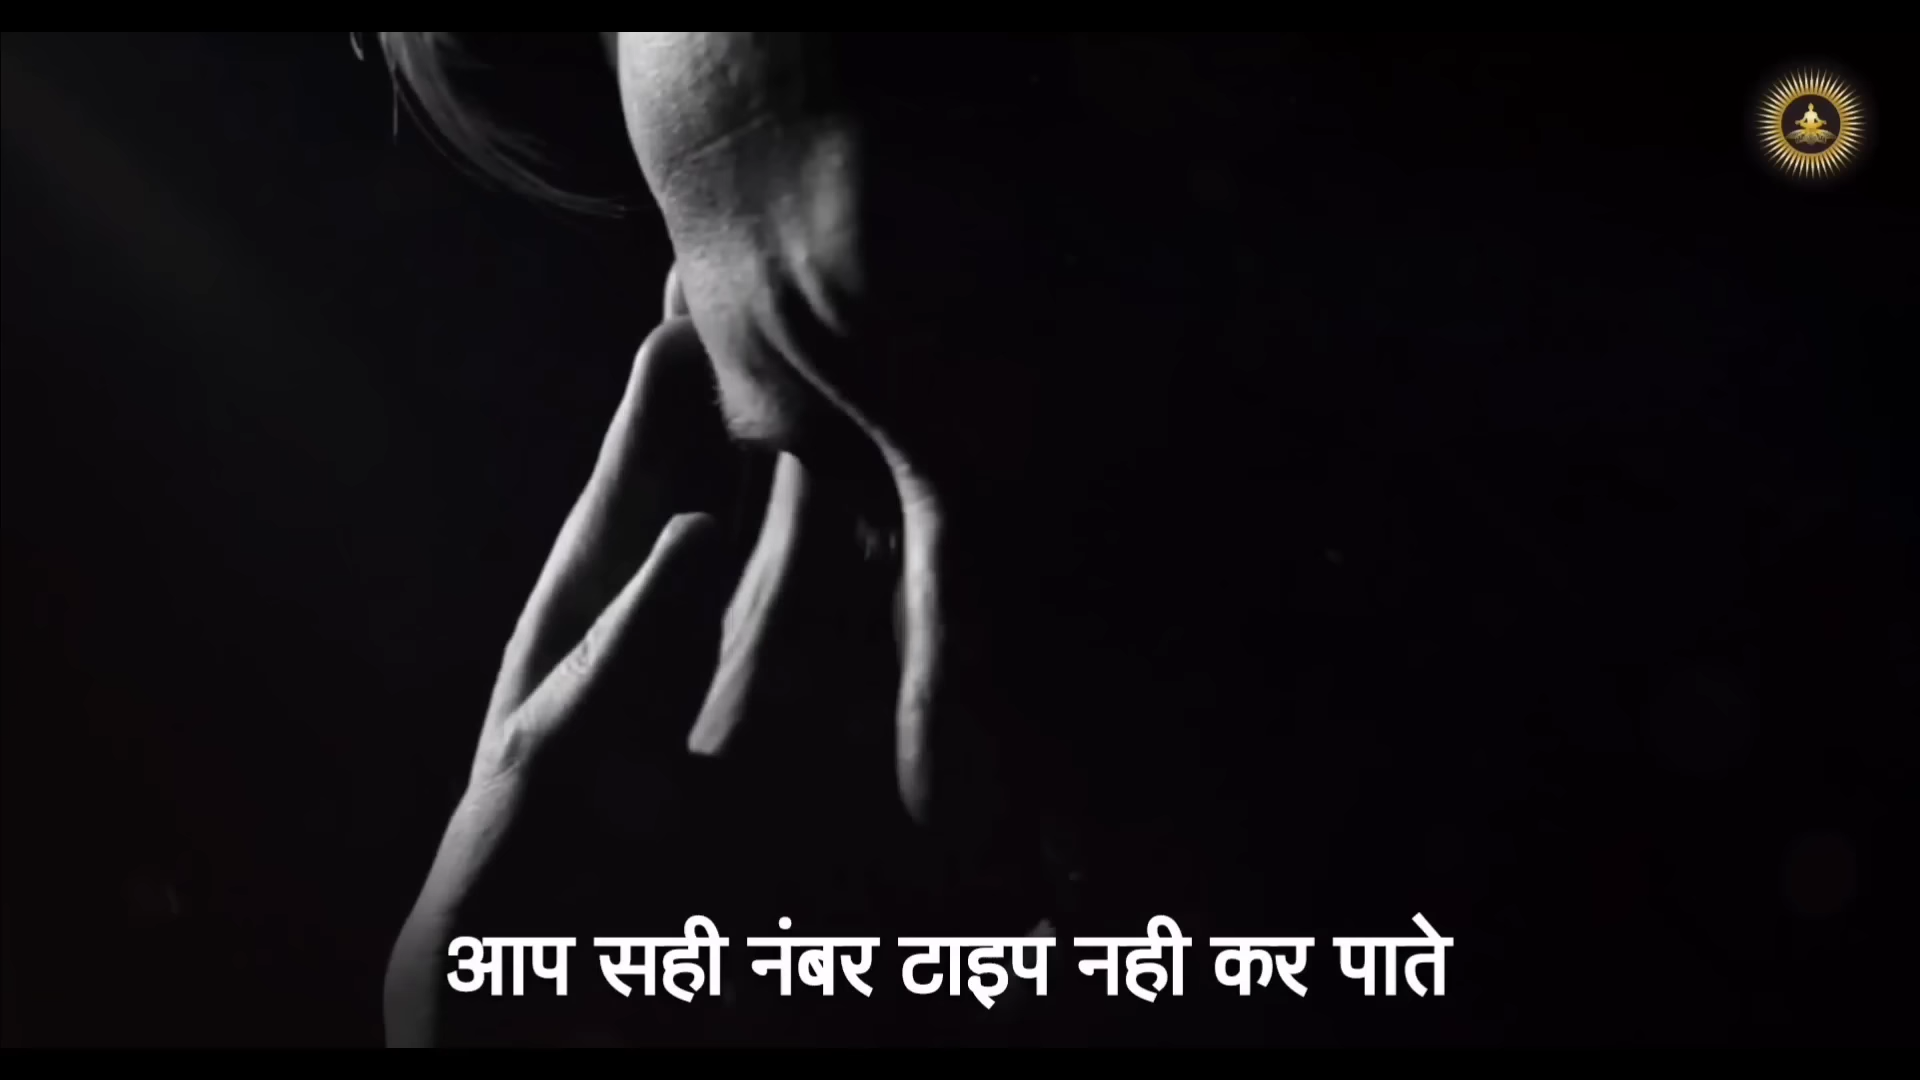 आप सही नंबर टाइप नही कर पाते